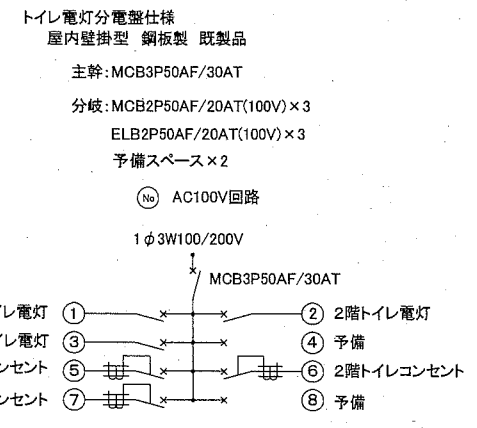 トイレ電灯分電盤仕様
屋内壁掛型 鋼板製 既製品
主幹:MCB3P50AF/30AT
分岐:MCB2P50AF/20AT(100V)×3
ELB2P50AF/20AT(100V)×3
予備スペース×2
No AC100V回路
1φ3W100/200V
MCB3P50AF/30AT
イレ電灯 ① ② 2階トイレ電灯
イレ電灯 ③ ④ 予備
ンセント ⑤ ⑥ 2階トイレコンセント
ンセント ⑦ ⑧ 予備